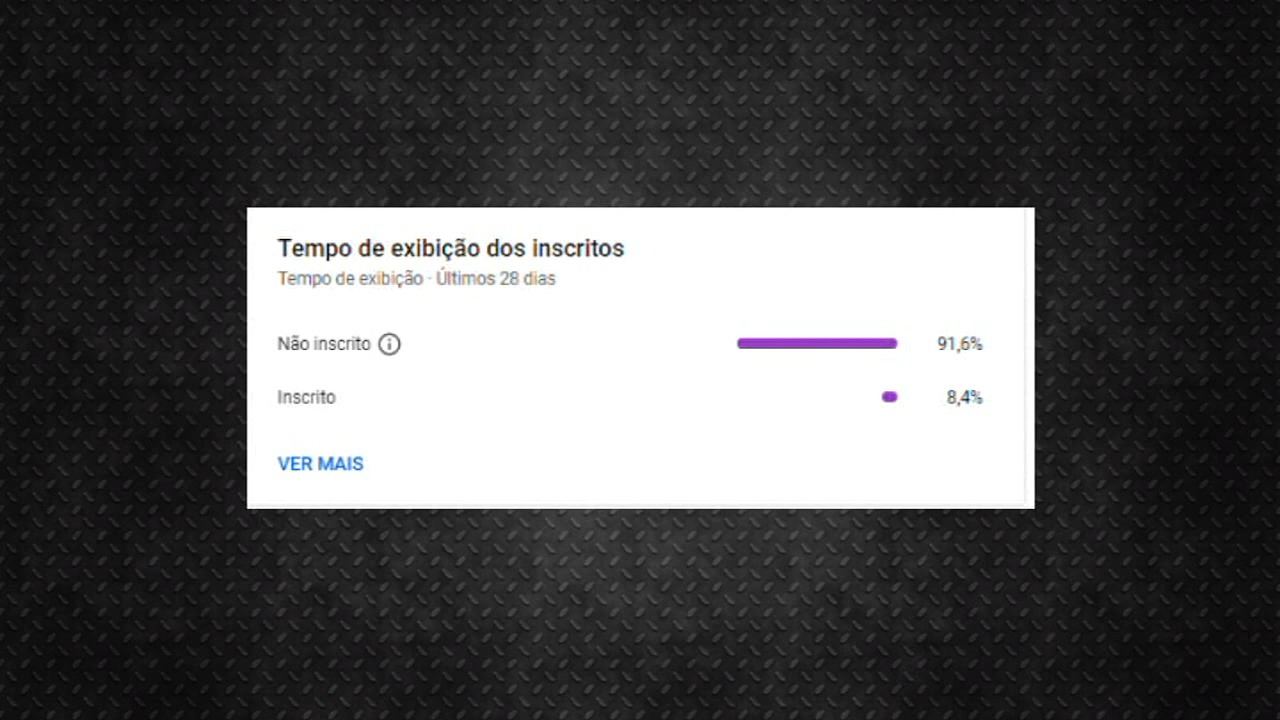 Tempo de exibição dos inscritos
Tempo de exibição · Últimos 28 dias
Não inscrito 91,6%
Inscrito 8,4%
VER MAIS